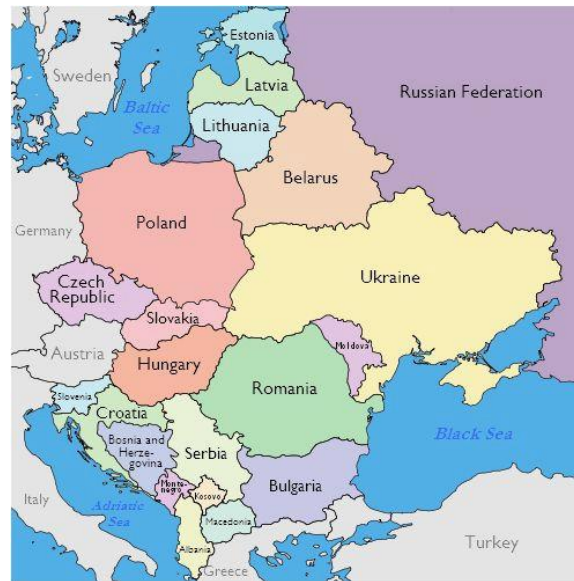 Estonia
Sweden
Latvia
Russian Federation
Baltic
Sea
Lithuania
Belarus
Poland
Germany
Ukraine
Czech
Republic
Slovakia
Moldova
Austria
Hungary
Romania
Slovenia
Croatia
Bosnia and
Herze-
govina
Serbia
Black Sea
Monte-
negro
Kosovo
Bulgaria
Italy
Adriatic
Sea
Macedonia
Albania
Turkey
Greece